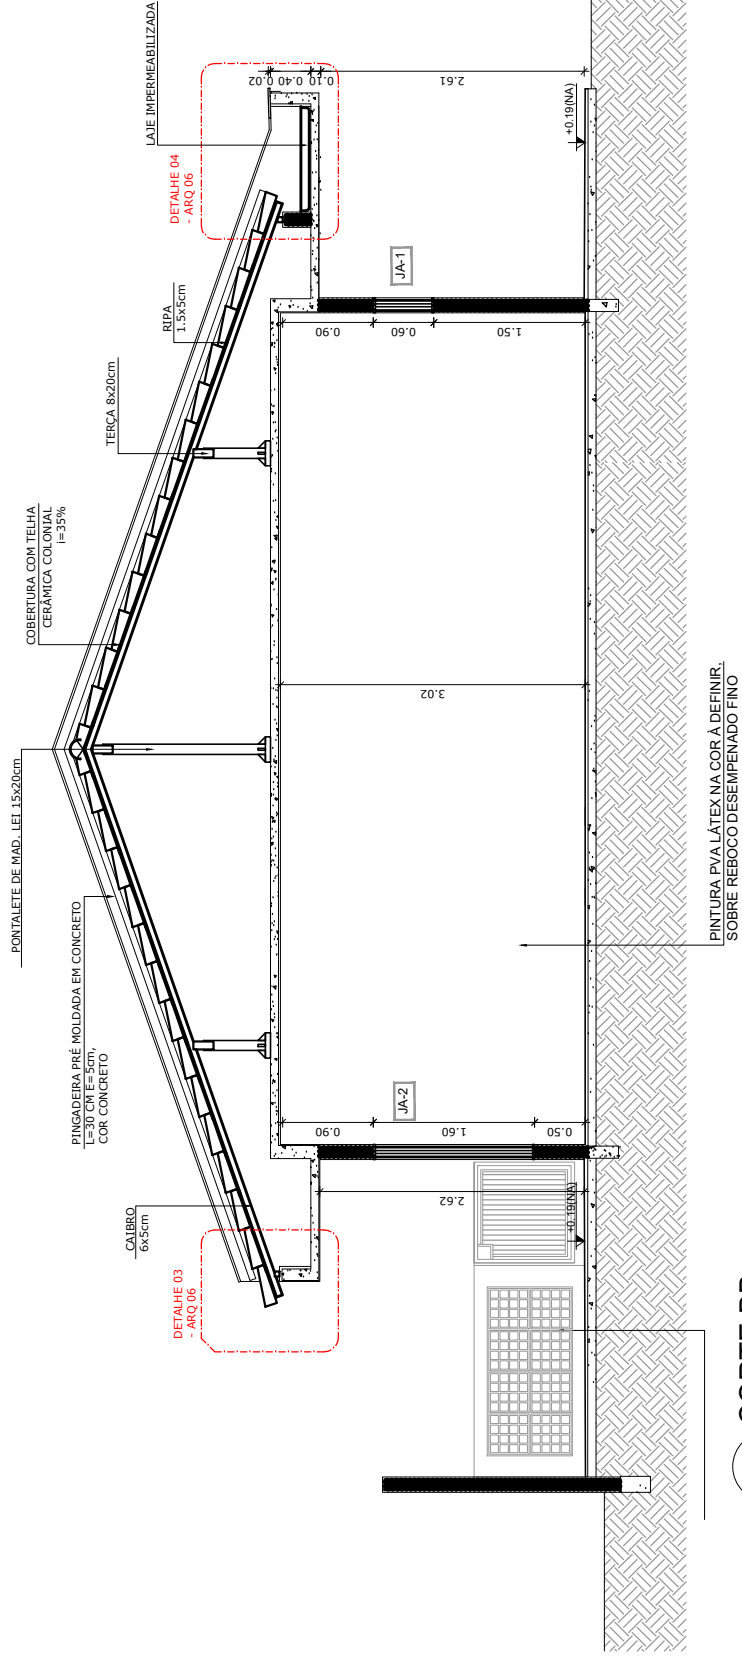 PONTALETE DE MAD. LEI 15x20cm
COBERTURA COM TELHA
CERÂMICA COLONIAL
i=35%
TERÇA 8x20cm
RIPA
1.5x5cm
LAJE IMPERMEABILIZADA
PINGADEIRA PRÉ MOLDADA EM CONCRETO
L=30 CM E=5cm,
COR CONCRETO
CAIBRO
6x5cm
DETALHE 03
- ARQ 06
DETALHE 04
- ARQ 06
0.02
0.40
0.10
2.61
+0.19(NA)
JA-1
0.90
0.60
1.50
3.02
JA-2
0.90
1.60
0.50
2.62
+0.19(NA)
PINTURA PVA LÁTEX NA COR À DEFINIR,
SOBRE REBOCO DESEMPENADO FINO